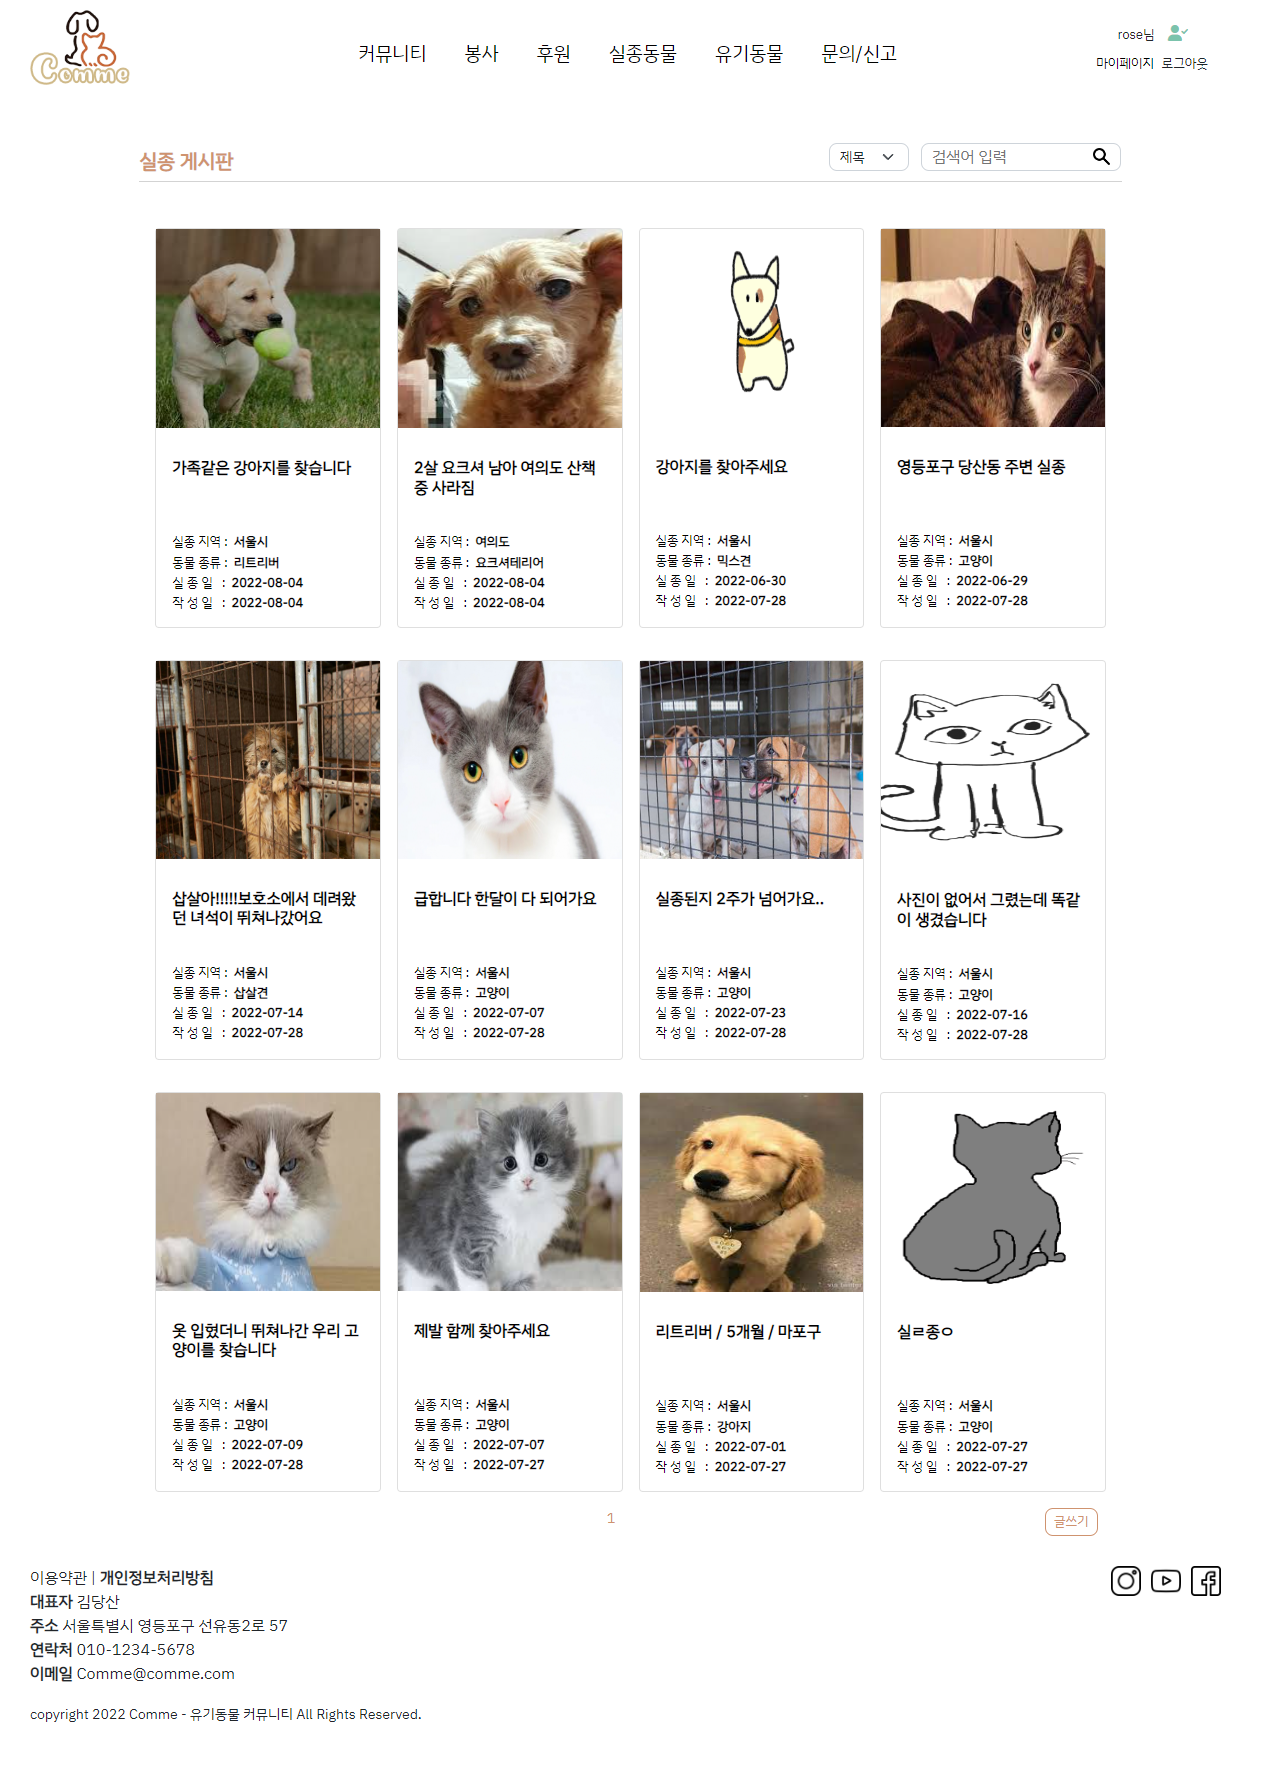 Comme
커뮤니티 봉사 후원 실종동물 유기동물 문의/신고
rose님
마이페이지 로그아웃
실종 게시판
제목
검색어 입력
가족같은 강아지를 찾습니다
실종 지역 : 서울시
동물 종류 : 리트리버
실 종 일 : 2022-08-04
작 성 일 : 2022-08-04
2살 요크셔 남아 여의도 산책
중 사라짐
실종 지역 : 여의도
동물 종류 : 요크셔테리어
실 종 일 : 2022-08-04
작 성 일 : 2022-08-04
강아지를 찾아주세요
실종 지역 : 서울시
동물 종류 : 믹스견
실 종 일 : 2022-06-30
작 성 일 : 2022-07-28
영등포구 당산동 주변 실종
실종 지역 : 서울시
동물 종류 : 고양이
실 종 일 : 2022-06-29
작 성 일 : 2022-07-28
삽살아!!!!!보호소에서 데려왔
던 녀석이 뛰쳐나갔어요
실종 지역 : 서울시
동물 종류 : 삽살견
실 종 일 : 2022-07-14
작 성 일 : 2022-07-28
급합니다 한달이 다 되어가요
실종 지역 : 서울시
동물 종류 : 고양이
실 종 일 : 2022-07-07
작 성 일 : 2022-07-28
실종된지 2주가 넘어가요..
실종 지역 : 서울시
동물 종류 : 고양이
실 종 일 : 2022-07-23
작 성 일 : 2022-07-28
사진이 없어서 그렸는데 똑같
이 생겼습니다
실종 지역 : 서울시
동물 종류 : 고양이
실 종 일 : 2022-07-16
작 성 일 : 2022-07-28
옷 입혔더니 뛰쳐나간 우리 고
양이를 찾습니다
실종 지역 : 서울시
동물 종류 : 고양이
실 종 일 : 2022-07-09
작 성 일 : 2022-07-28
제발 함께 찾아주세요
실종 지역 : 서울시
동물 종류 : 고양이
실 종 일 : 2022-07-07
작 성 일 : 2022-07-27
리트리버 / 5개월 / 마포구
실종 지역 : 서울시
동물 종류 : 강아지
실 종 일 : 2022-07-01
작 성 일 : 2022-07-27
실ㄹ종ㅇ
실종 지역 : 서울시
동물 종류 : 고양이
실 종 일 : 2022-07-27
작 성 일 : 2022-07-27
1
글쓰기
이용약관 | 개인정보처리방침
대표자 김당산
주소 서울특별시 영등포구 선유동2로 57
연락처 010-1234-5678
이메일 Comme@comme.com
copyright 2022 Comme - 유기동물 커뮤니티 All Rights Reserved.